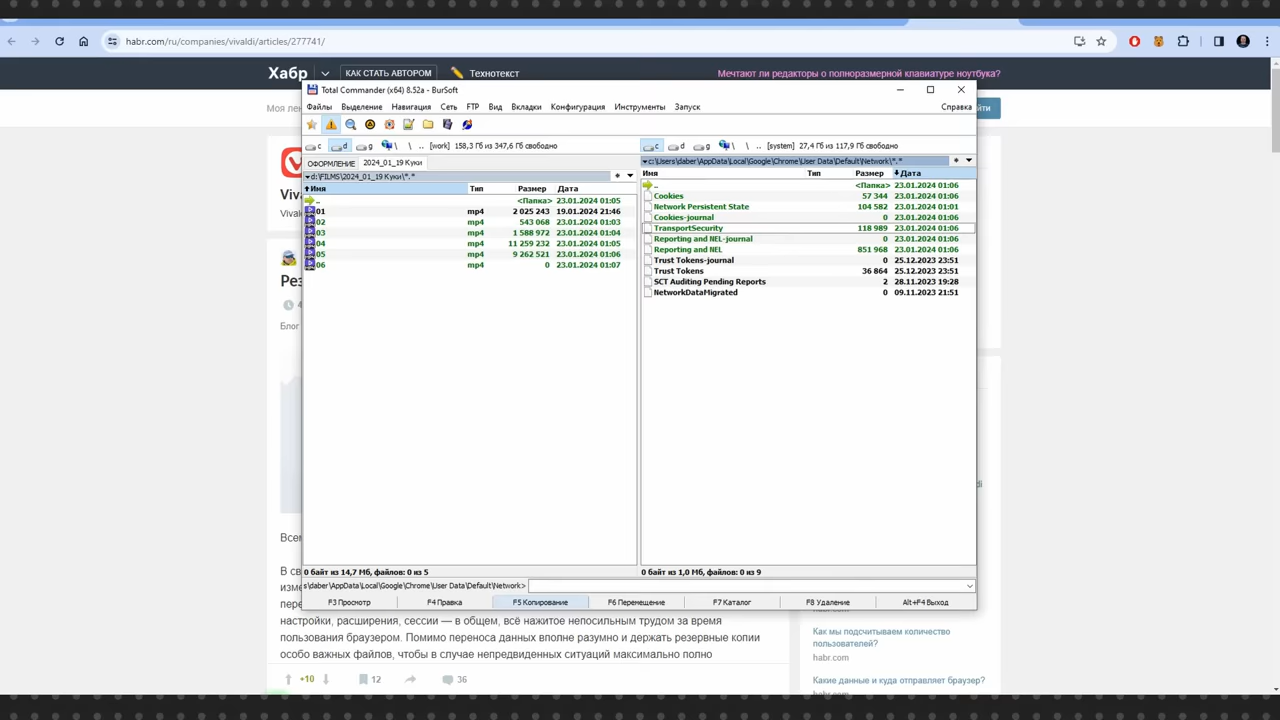 habr.com/ru/companies/vivaldi/articles/277741/
Хабр
КАК СТАТЬ АВТОРОМ
Технотекст
Мечтают ли редакторы о полноразмерной клавиатуре ноутбука?
Total Commander (x64) 8.52a - BurSoft
Файлы Выделение Навигация Сеть FTP Вид Вкладки Конфигурация Инструменты Запуск
Справка
c d g \ \ .. [work] 158,3 Гб из 347,6 Гб свободно
c d g \ \ .. [system] 27,4 Гб из 117,9 Гб свободно
ОФОРМЛЕНИЕ 2024_01_19 Куки
d:\FILMS\2024_01_19 Куки\*.*
Имя Тип Размер Дата
.. <Папка> 23.01.2024 01:05
01 mp4 2 025 243 19.01.2024 21:46
02 mp4 543 068 23.01.2024 01:03
03 mp4 1 588 972 23.01.2024 01:04
04 mp4 11 259 232 23.01.2024 01:05
05 mp4 9 262 521 23.01.2024 01:06
06 mp4 0 23.01.2024 01:07
0 байт из 14,7 Мб, файлов: 0 из 5
c:\Users\daber\AppData\Local\Google\Chrome\User Data\Default\Network\*.*
Имя Тип Размер Дата
.. <Папка> 23.01.2024 01:06
Cookies 57 344 23.01.2024 01:06
Network Persistent State 104 582 23.01.2024 01:01
Cookies-journal 0 23.01.2024 01:06
TransportSecurity 118 989 23.01.2024 01:06
Reporting and NEL-journal 0 23.01.2024 01:06
Reporting and NEL 851 968 23.01.2024 01:06
Trust Tokens-journal 0 25.12.2023 23:51
Trust Tokens 36 864 25.12.2023 23:51
SCT Auditing Pending Reports 2 28.11.2023 19:28
NetworkDataMigrated 0 09.11.2023 21:51
0 байт из 1,0 Мб, файлов: 0 из 9
s\daber\AppData\Local\Google\Chrome\User Data\Default\Network>
F3 Просмотр F4 Правка F5 Копирование F6 Перемещение F7 Каталог F8 Удаление Alt+F4 Выход
Моя лен
йти
Viva
Vivald
Рез
4
Блог
di
Всем
В св
изме
пере
настройки, расширения, сессии — в общем, всё нажитое непосильным трудом за время
пользования браузером. Помимо переноса данных вполне разумно и держать резервные копии
особо важных файлов, чтобы в случае непредвиденных ситуаций максимально полно
+10 12 36
habr.com
Как мы подсчитываем количество
пользователей?
habr.com
Какие данные и куда отправляет браузер?